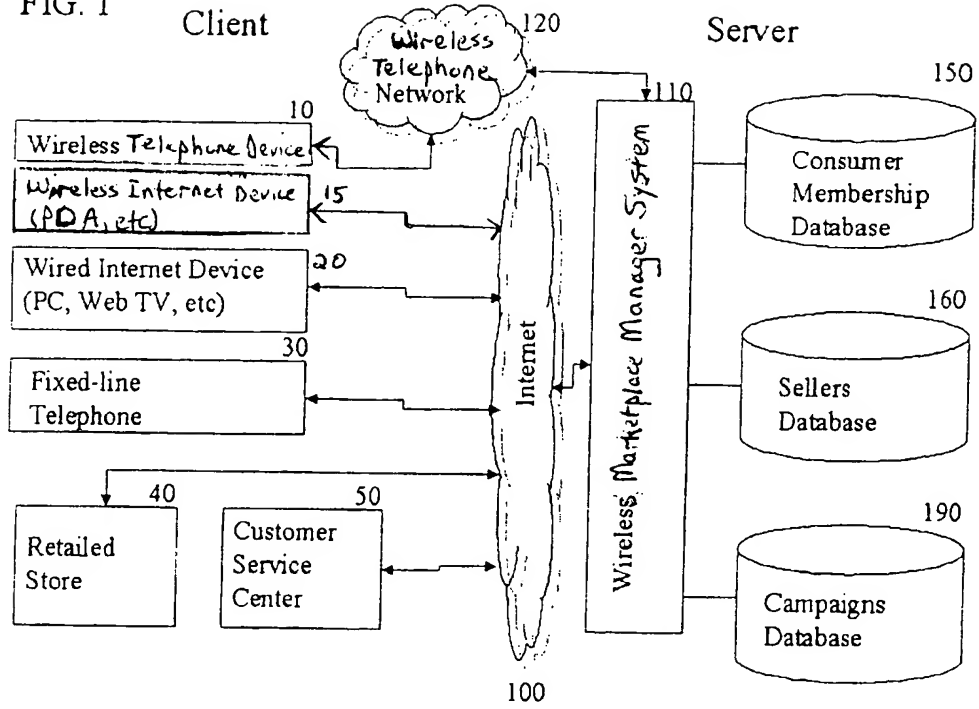 FIG. 1
Client
Server
120
Wireless
Telephone
Network
10
Wireless Telephone Device
Wireless Internet Device
(PDA, etc)
15
Wired Internet Device
(PC, Web TV, etc)
20
30
Fixed-line
Telephone
40
Retailed
Store
50
Customer
Service
Center
Internet
100
110
Wireless Marketplace Manager System
150
Consumer
Membership
Database
160
Sellers
Database
190
Campaigns
Database